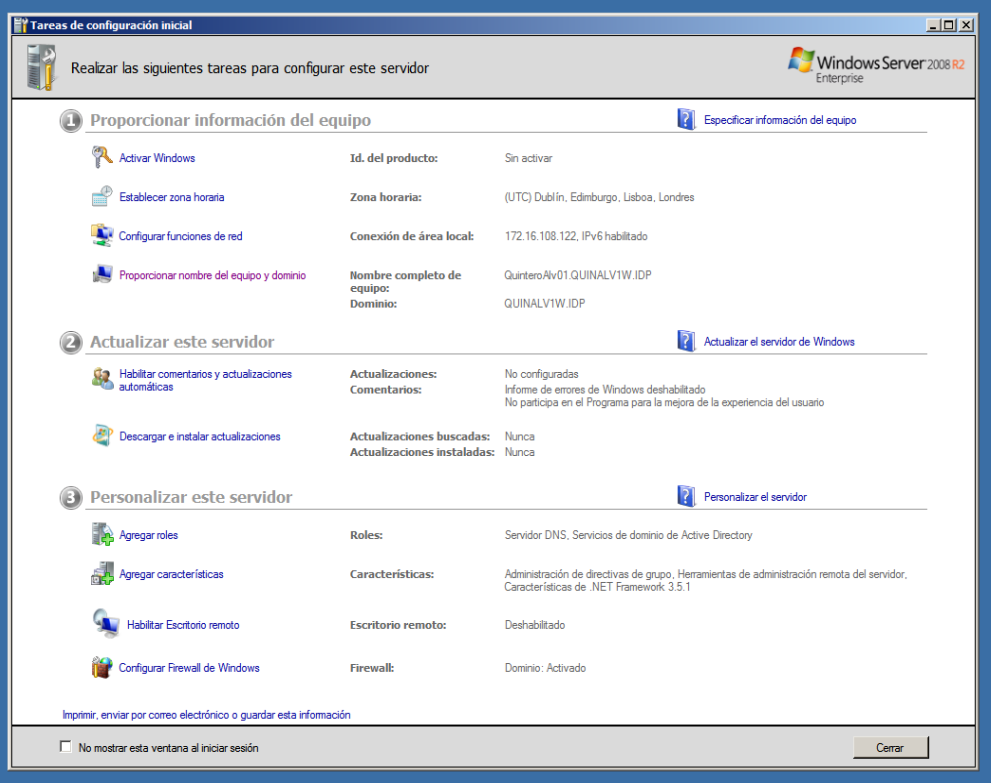 Tareas de configuración inicial
Realizar las siguientes tareas para configurar este servidor
Windows Server 2008 R2
Enterprise
1 Proporcionar información del equipo
Especificar información del equipo
Activar Windows
Id. del producto:
Sin activar
Establecer zona horaria
Zona horaria:
(UTC) Dublín, Edimburgo, Lisboa, Londres
Configurar funciones de red
Conexión de área local:
172.16.108.122, IPv6 habilitado
Proporcionar nombre del equipo y dominio
Nombre completo de
equipo:
QuinteroAlv01.QUINALV1W.IDP
Dominio:
QUINALV1W.IDP
2 Actualizar este servidor
Actualizar el servidor de Windows
Habilitar comentarios y actualizaciones
automáticas
Actualizaciones:
No configuradas
Comentarios:
Informe de errores de Windows deshabilitado
No participa en el Programa para la mejora de la experiencia del usuario
Descargar e instalar actualizaciones
Actualizaciones buscadas:
Nunca
Actualizaciones instaladas:
Nunca
3 Personalizar este servidor
Personalizar el servidor
Agregar roles
Roles:
Servidor DNS, Servicios de dominio de Active Directory
Agregar características
Características:
Administración de directivas de grupo, Herramientas de administración remota del servidor,
Características de .NET Framework 3.5.1
Habilitar Escritorio remoto
Escritorio remoto:
Deshabilitado
Configurar Firewall de Windows
Firewall:
Dominio: Activado
Imprimir, enviar por correo electrónico o guardar esta información
No mostrar esta ventana al iniciar sesión
Cerrar